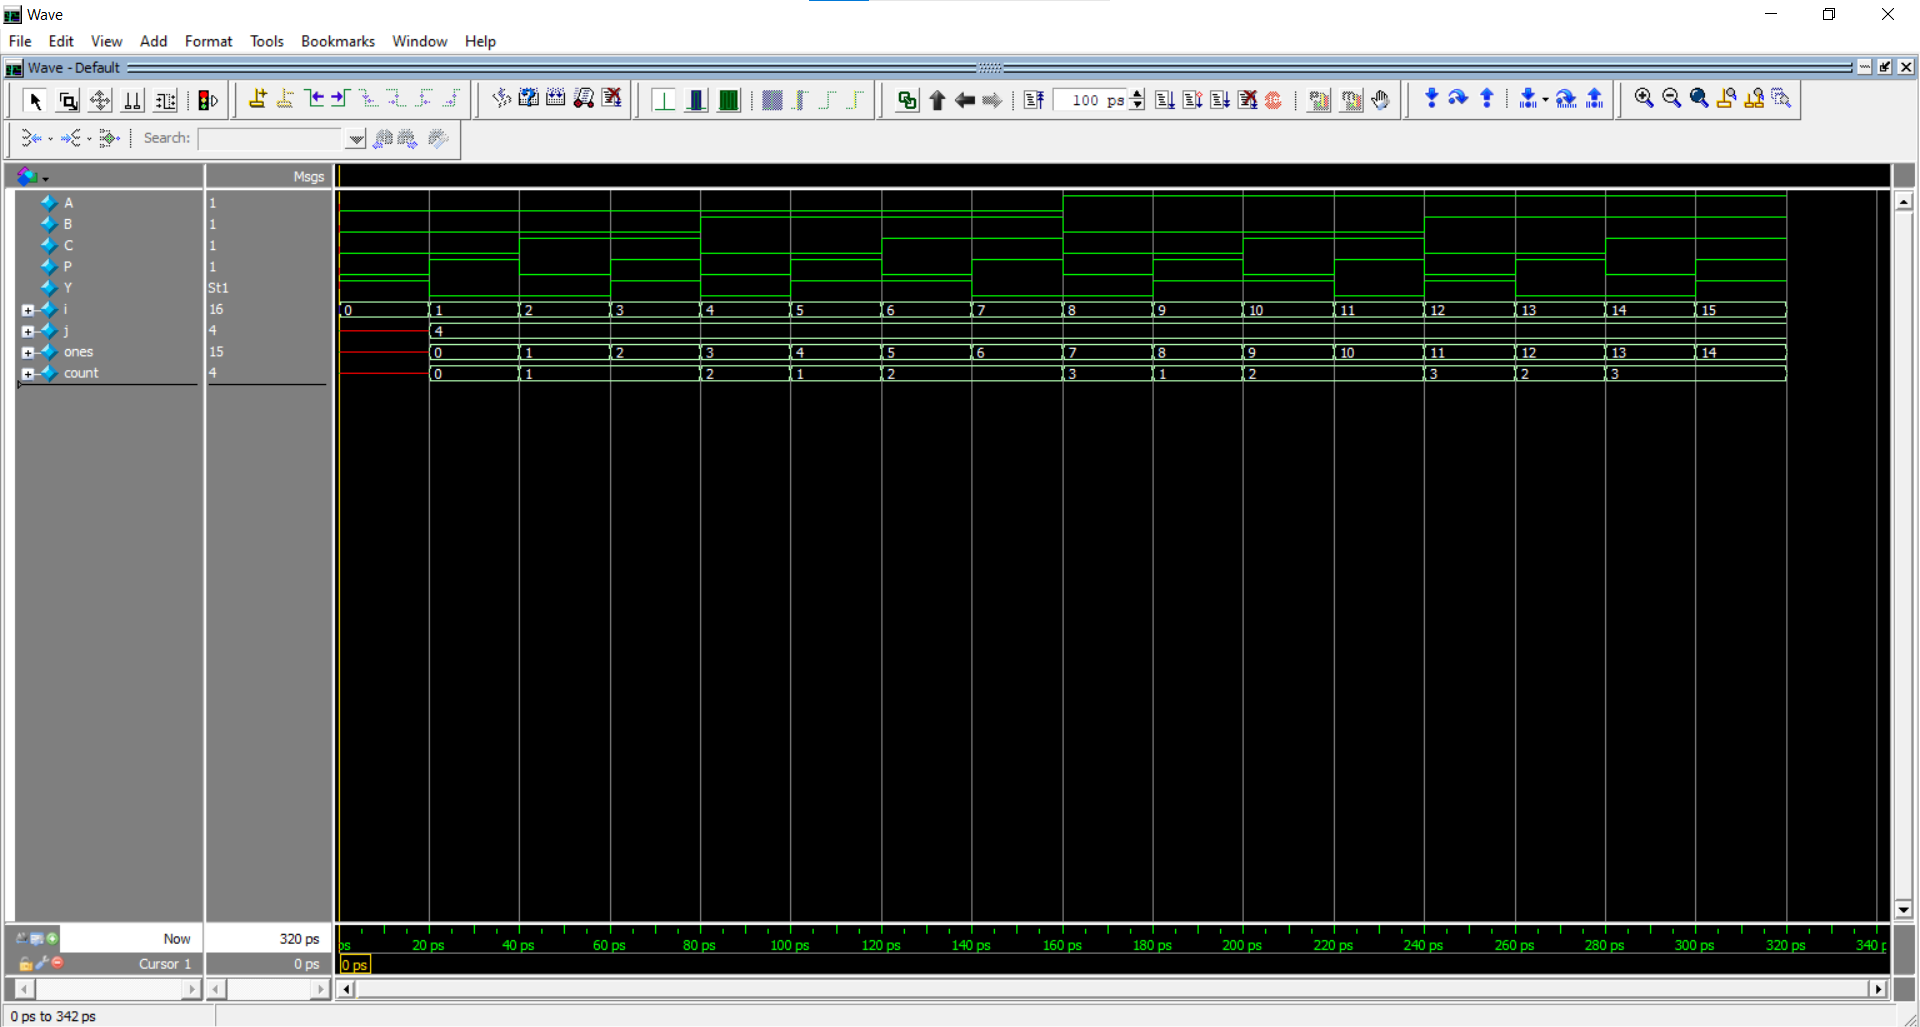 Wave
File Edit View Add Format Tools Bookmarks Window Help
Wave - Default
100 ps
Search:
Msgs
A 1
B 1
C 1
P 1
Y St1
i 16 0 1 2 3 4 5 6 7 8 9 10 11 12 13 14 15
j 4 4
ones 15 0 1 2 3 4 5 6 7 8 9 10 11 12 13 14
count 4 0 1 2 1 2 3 1 2 3 2 3
Now 320 ps ps 20 ps 40 ps 60 ps 80 ps 100 ps 120 ps 140 ps 160 ps 180 ps 200 ps 220 ps 240 ps 260 ps 280 ps 300 ps 320 ps 340 p
Cursor 1 0 ps 0 ps
0 ps to 342 ps